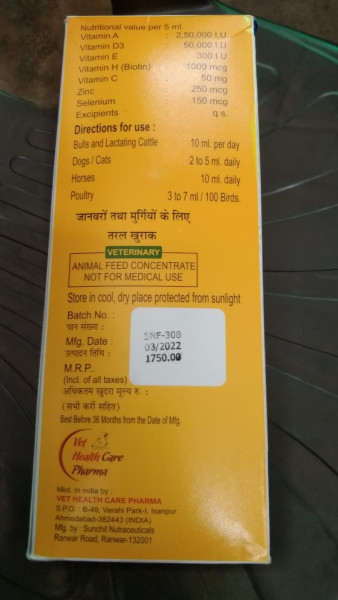 Nutritional value per 5 ml.
Vitamin A : 2,50,000 I.U
Vitamin D3 50,000 I.U
Vitamin E 300 I.U
Vitamin H (Biotin) 1000 mcg
Vitamin C 50 mg
Zinc 250 mcg
Selenium 150 mcg
Excipients q.s.
Directions for use :
Bulls and Lactating Cattle 10 ml. per day
Dogs / Cats 2 to 5 ml. daily
Horses 10 ml. daily
Poultry 3 to 7 ml / 100 Birds.
जानवरों तथा मुर्गियों के लिए
तरल खुराक
VETERINARY
ANIMAL FEED CONCENTRATE
NOT FOR MEDICAL USE
Store in cool, dry place protected from sunlight
Batch No. :
घान संख्या : SNF-308
Mfg. Date : 03/2022
उत्पादन तिथि : 1750.00
M.R.P..
(Incl. of all taxes)
अधिकतम खुदरा मूल्य रु. :
(सभी करों सहित)
Best Before 36 Months from the Date of Mfg.
Vet
Health Care
Pharma
Mkd. In India by :
VET HEALTH CARE PHARMA
S.P.O. : B-49, Varahi Park-I, Isanpur
Ahmedabad-382443 (INDIA)
Mfg. by : Sunchit Nutraceuticals
Ranwar Road, Ranwar-132001